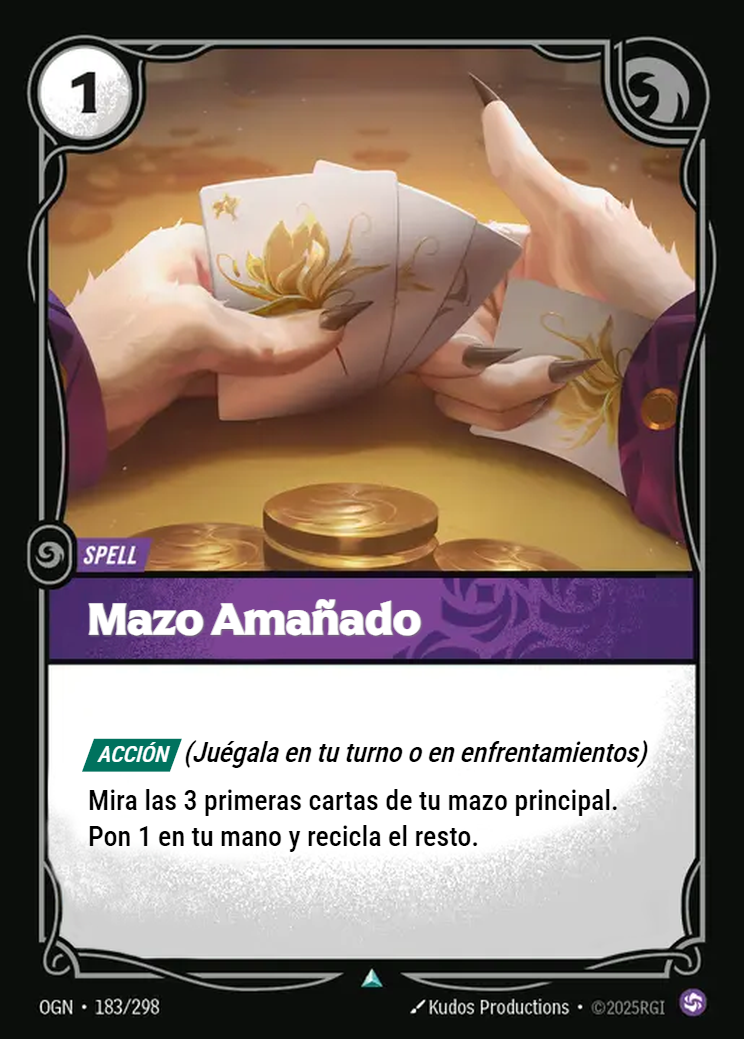 1
SPELL
Mazo Amañado
ACCIÓN (Juégala en tu turno o en enfrentamientos)
Mira las 3 primeras cartas de tu mazo principal.
Pon 1 en tu mano y recicla el resto.
OGN • 183/298 Kudos Productions • ©2025RGI